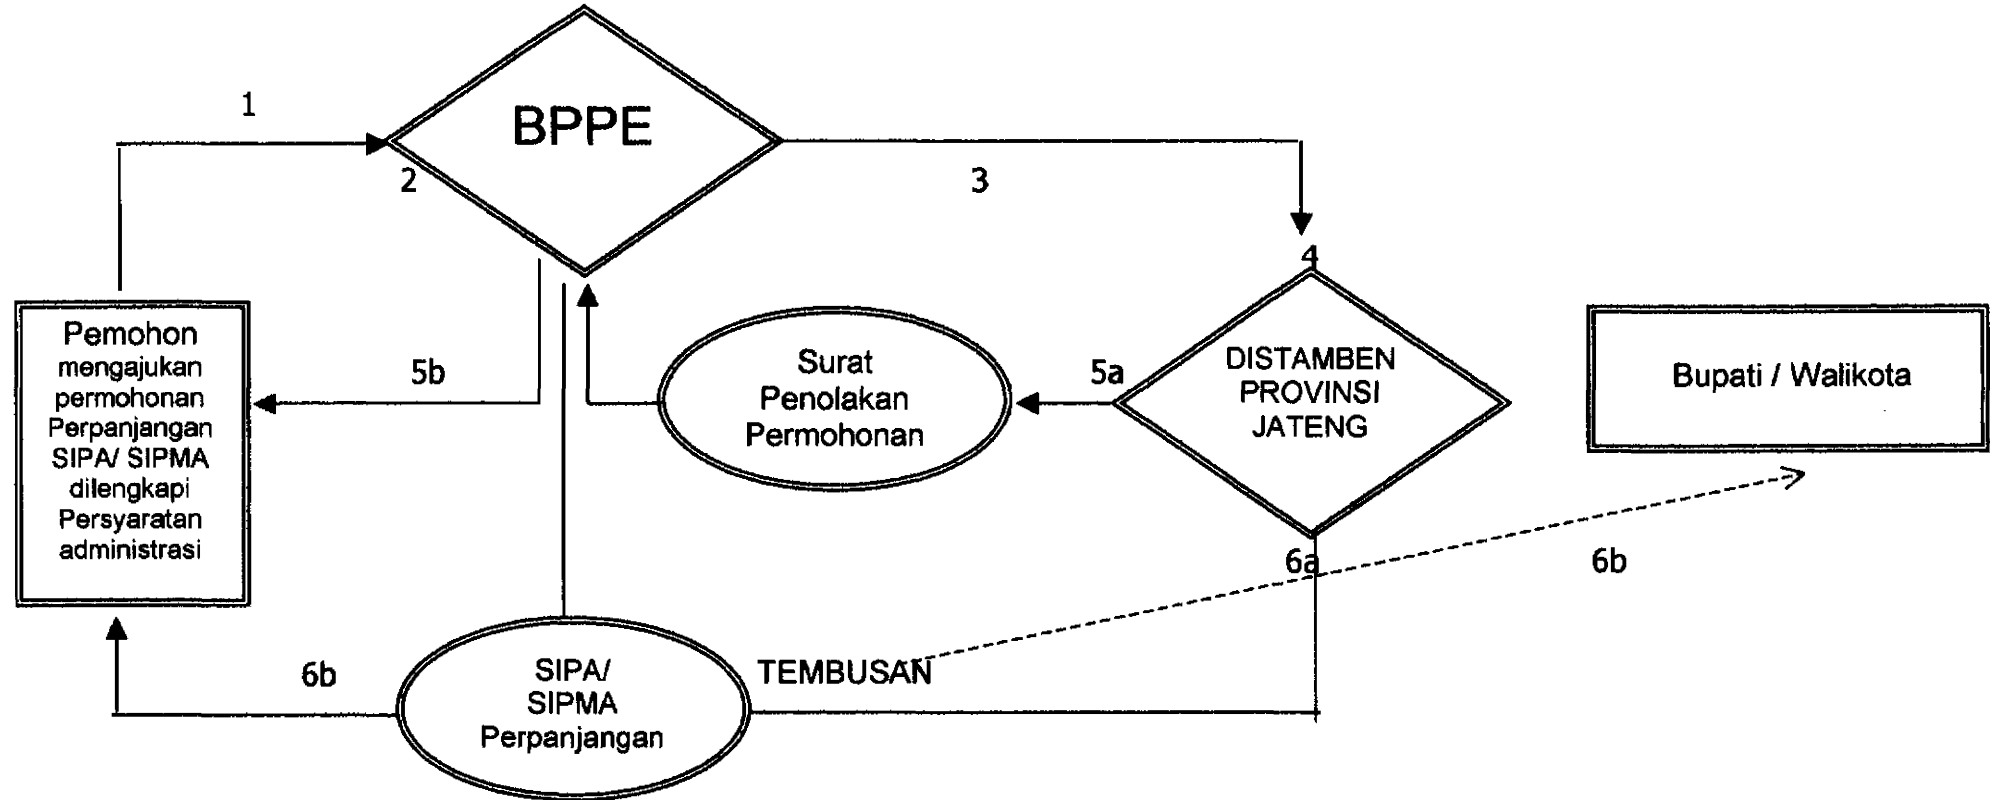 1
BPPE
2
3
4
Pemohon
mengajukan
permohonan
Perpanjangan
SIPA/ SIPMA
dilengkapi
Persyaratan
administrasi
5b
Surat
Penolakan
Permohonan
5a
DISTAMBEN
PROVINSI
JATENG
Bupati / Walikota
6a
6b
6b
SIPA/
SIPMA
Perpanjangan
TEMBUSAN